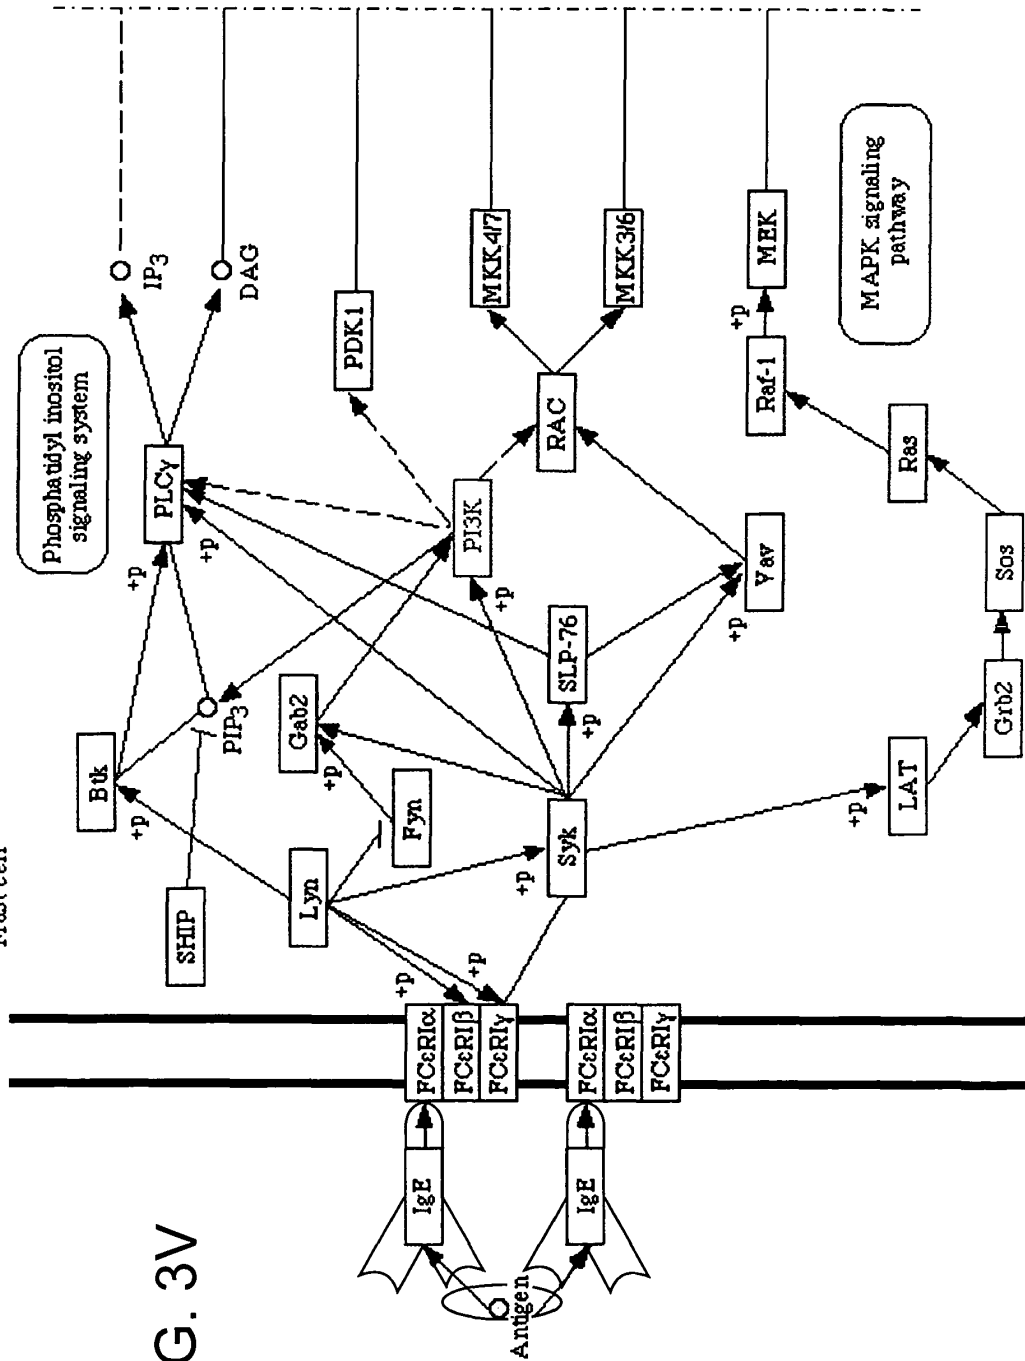 G. 3V
Mast cell
Phosphatidyl inositol
signaling system
SHIP
Btk
+p
+p
PLCγ
+p
IP3
DAG
PIP3
Lyn
Gab2
+p
Fyn
PDK1
Antigen
IgE
FCεRIα
FCεRIβ
FCεRIγ
+p
+p
+p
Syk
PI3K
+p
MKK4/7
IgE
FCεRIα
FCεRIβ
FCεRIγ
SLP-76
+p
RAC
MKK3/6
Vav
+p
Raf-1
+p
MEK
LAT
+p
Grb2
Sos
Ras
MAPK signaling
pathway